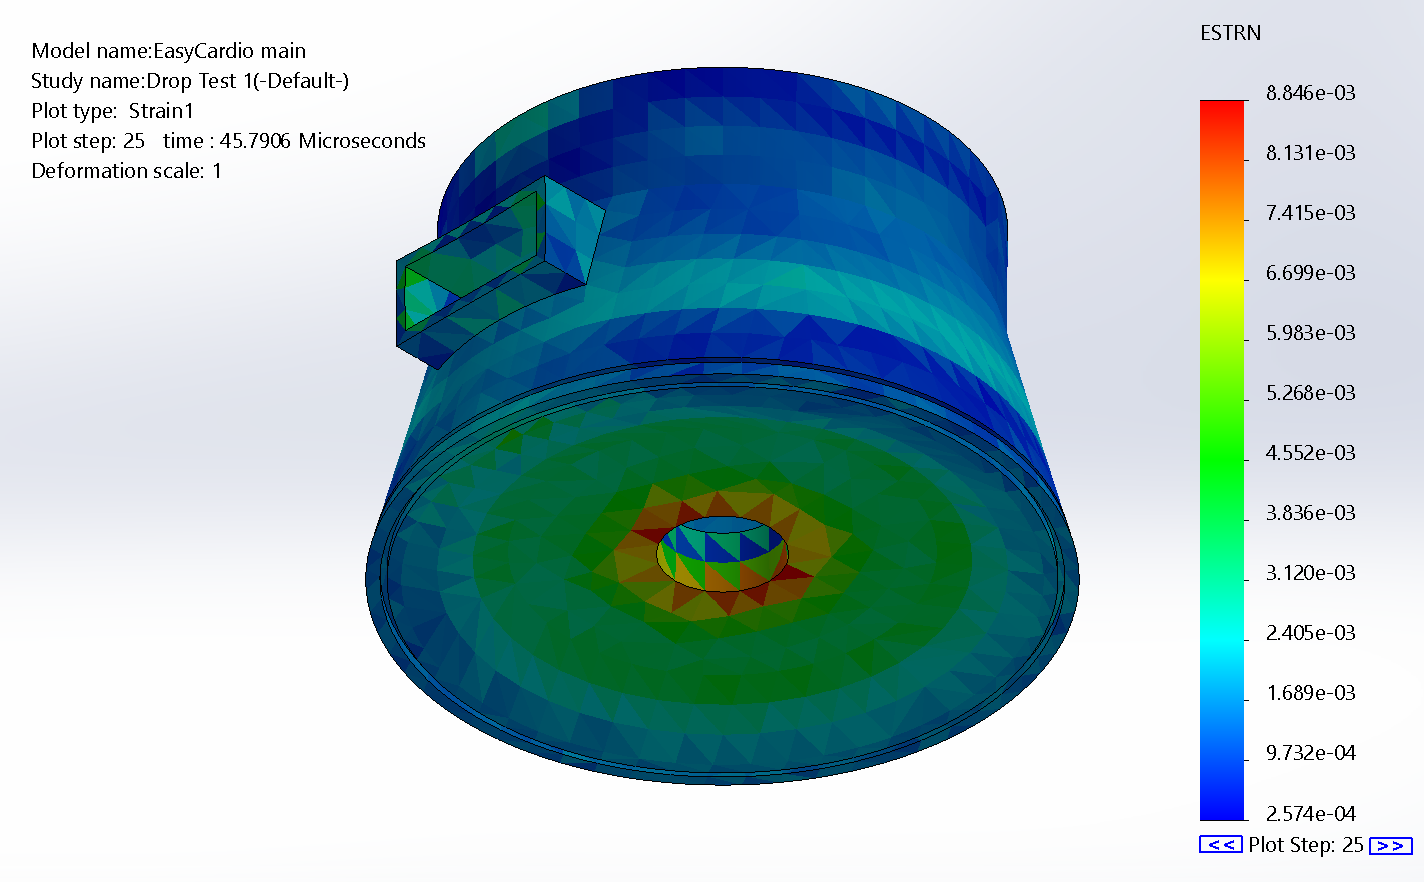 Model name:EasyCardio main
Study name:Drop Test 1(-Default-)
Plot type:  Strain1
Plot step: 25   time : 45.7906 Microseconds
Deformation scale: 1
ESTRN
8.846e-03
8.131e-03
7.415e-03
6.699e-03
5.983e-03
5.268e-03
4.552e-03
3.836e-03
3.120e-03
2.405e-03
1.689e-03
9.732e-04
2.574e-04
<< Plot Step: 25 >>